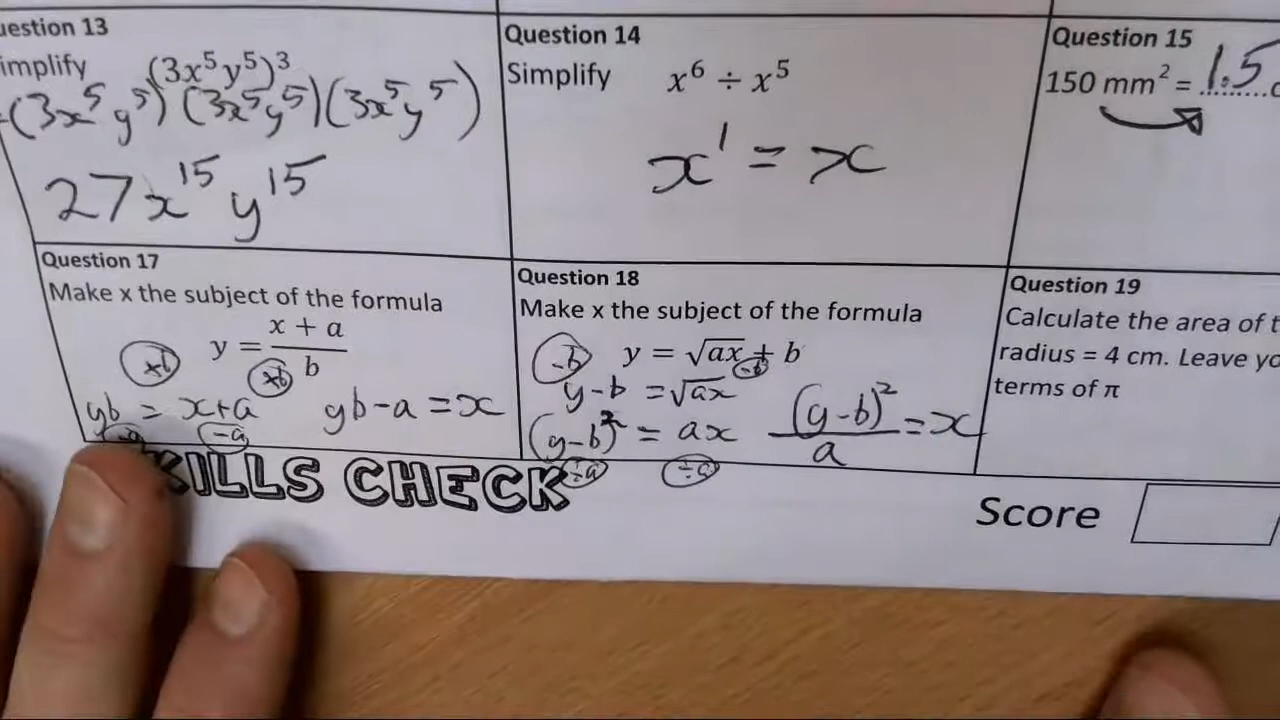 uestion 13
implify (3x⁵y⁵)³
=(3x⁵y⁵)(3x⁵y⁵)(3x⁵y⁵)
27x¹⁵y¹⁵
Question 14
Simplify x⁶ ÷ x⁵
x¹ = x
Question 15
150 mm² = 1.5
Question 17
Make x the subject of the formula
y = (x + a)/b
×b ×b
yb = x+a
-a -a
yb-a=x
Question 18
Make x the subject of the formula
y = √ax + b
-b -b
y-b = √ax
(y-b)² = ax
÷a ÷a
(y-b)²/a = x
Question 19
Calculate the area of t
radius = 4 cm. Leave yo
terms of π
KILLS CHECK
Score